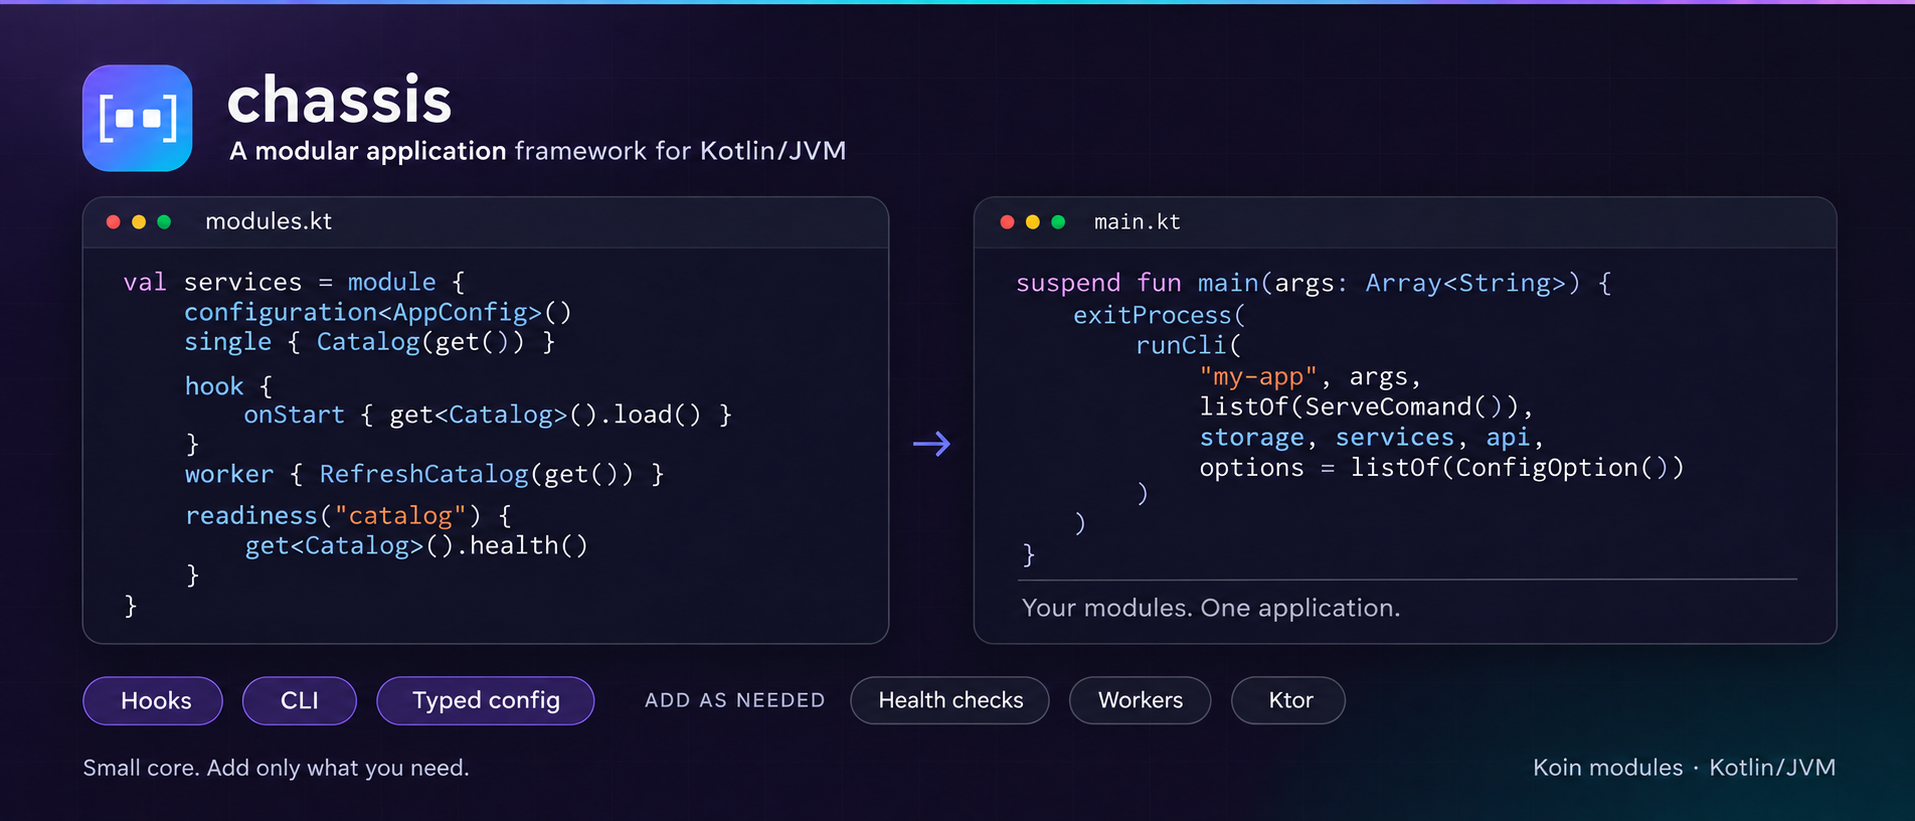 [▪▪]
chassis
A modular application framework for Kotlin/JVM
modules.kt
val services = module {
    configuration<AppConfig>()
    single { Catalog(get()) }
    hook {
        onStart { get<Catalog>().load() }
    }
    worker { RefreshCatalog(get()) }
    readiness("catalog") {
        get<Catalog>().health()
    }
}
→
main.kt
suspend fun main(args: Array<String>) {
    exitProcess(
        runCli(
            "my-app", args,
            listOf(ServeComand()),
            storage, services, api,
            options = listOf(ConfigOption())
        )
    )
}
Your modules. One application.
Hooks CLI Typed config ADD AS NEEDED Health checks Workers Ktor
Small core. Add only what you need.
Koin modules · Kotlin/JVM